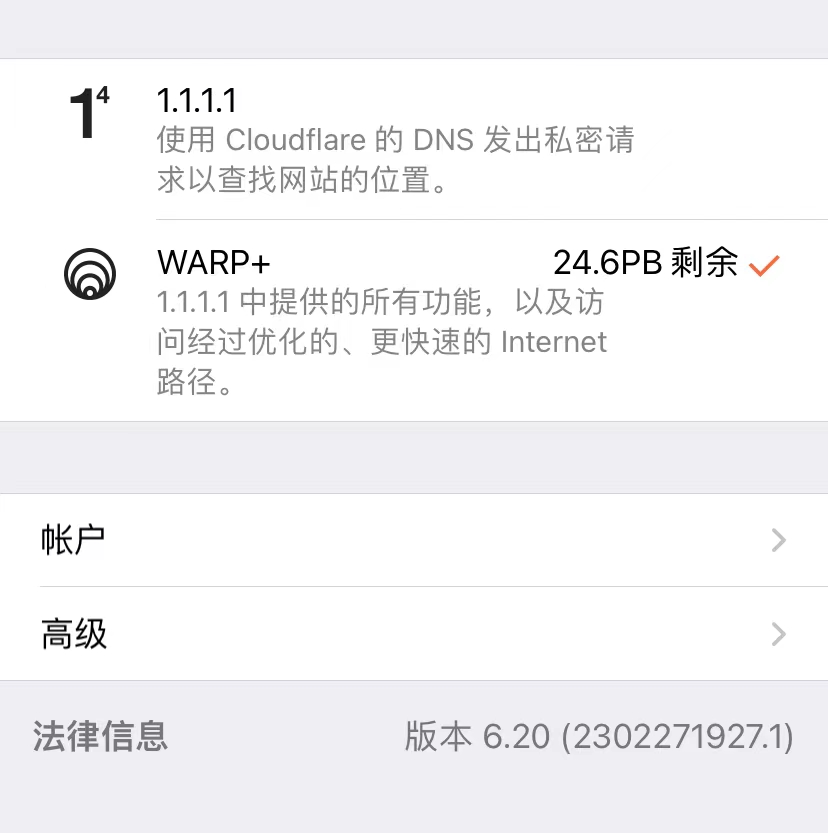 1⁴
1.1.1.1
使用 Cloudflare 的 DNS 发出私密请
求以查找网站的位置。
WARP+ 24.6PB 剩余
1.1.1.1 中提供的所有功能，以及访
问经过优化的、更快速的 Internet
路径。
帐户
高级
法律信息 版本 6.20 (2302271927.1)